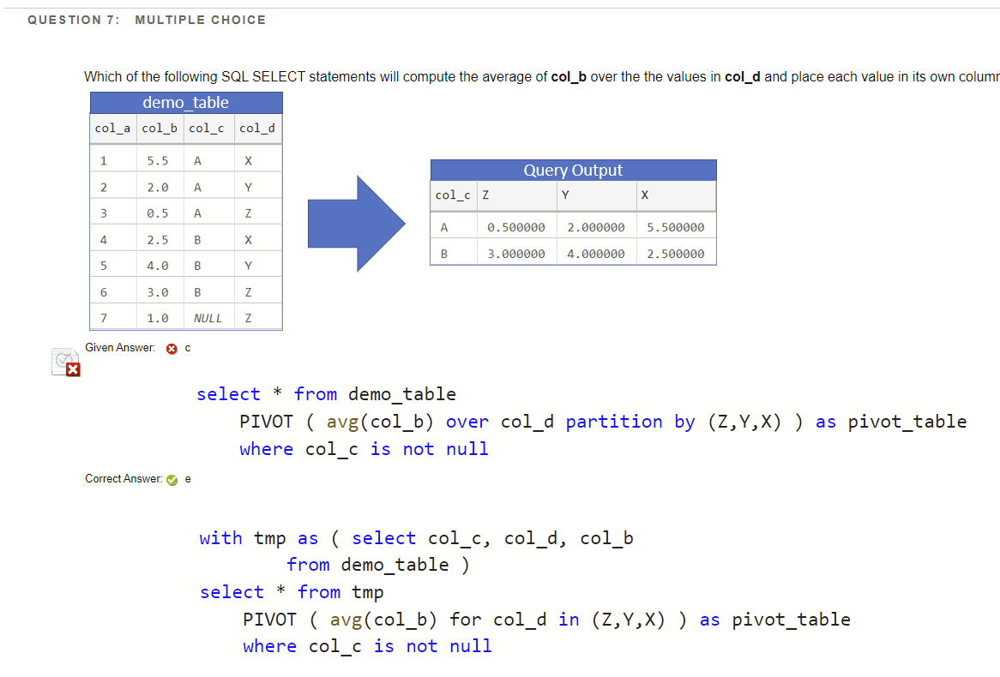 QUESTION 7: MULTIPLE CHOICE
Which of the following SQL SELECT statements will compute the average of col_b over the the values in col_d and place each value in its own column
demo_table
col_a col_b col_c col_d
1 5.5 A X
2 2.0 A Y
3 0.5 A Z
4 2.5 B X
5 4.0 B Y
6 3.0 B Z
7 1.0 NULL Z
Query Output
col_c Z Y X
A 0.500000 2.000000 5.500000
B 3.000000 4.000000 2.500000
Given Answer: c
select * from demo_table
PIVOT ( avg(col_b) over col_d partition by (Z,Y,X) ) as pivot_table
where col_c is not null
Correct Answer: e
with tmp as ( select col_c, col_d, col_b
from demo_table )
select * from tmp
PIVOT ( avg(col_b) for col_d in (Z,Y,X) ) as pivot_table
where col_c is not null